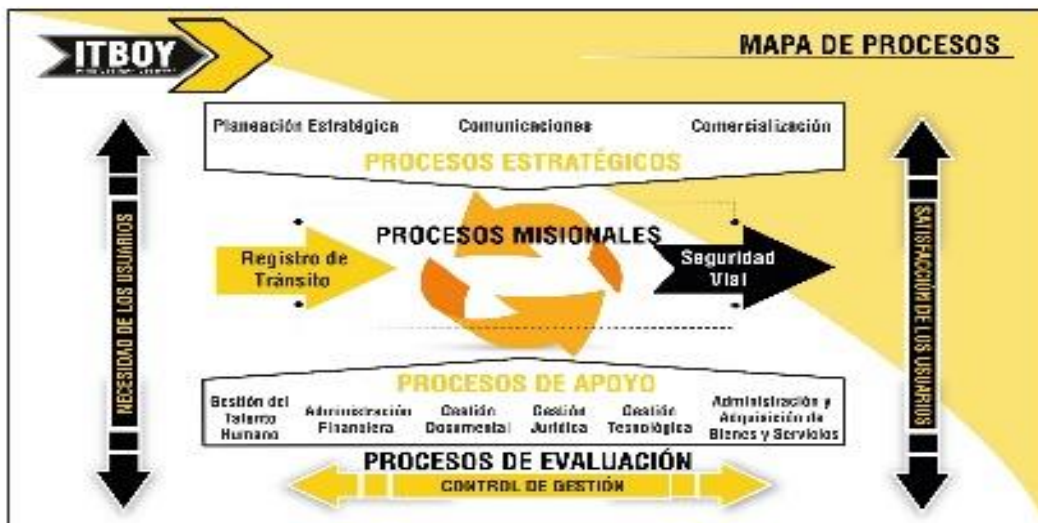 ITBOY
MAPA DE PROCESOS
Planeación Estratégica
Comunicaciones
Comercialización
PROCESOS ESTRATÉGICOS
NECESIDAD DE LOS USUARIOS
PROCESOS MISIONALES
Registro de
Tránsito
Seguridad
Vial
SATISFACCIÓN DE LOS USUARIOS
PROCESOS DE APOYO
Gestión del
Talento
Humano
Administración
Financiera
Gestión
Documental
Gestión
Jurídica
Gestión
Tecnológica
Administración y
Adquisición de
Bienes y Servicios
PROCESOS DE EVALUACIÓN
CONTROL DE GESTIÓN